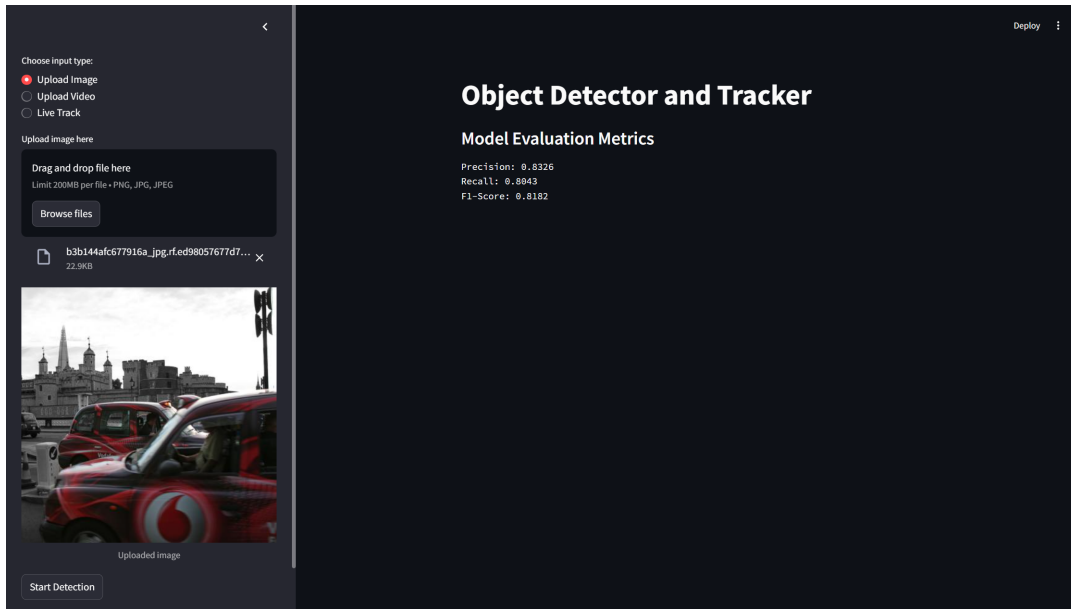 Choose input type:
Upload Image
Upload Video
Live Track
Upload image here
Drag and drop file here
Limit 200MB per file • PNG, JPG, JPEG
Browse files
b3b144afc677916a_jpg.rf.ed98057677d7...
22.9KB
Uploaded image
Start Detection
Deploy
Object Detector and Tracker
Model Evaluation Metrics
Precision: 0.8326
Recall: 0.8043
F1-Score: 0.8182